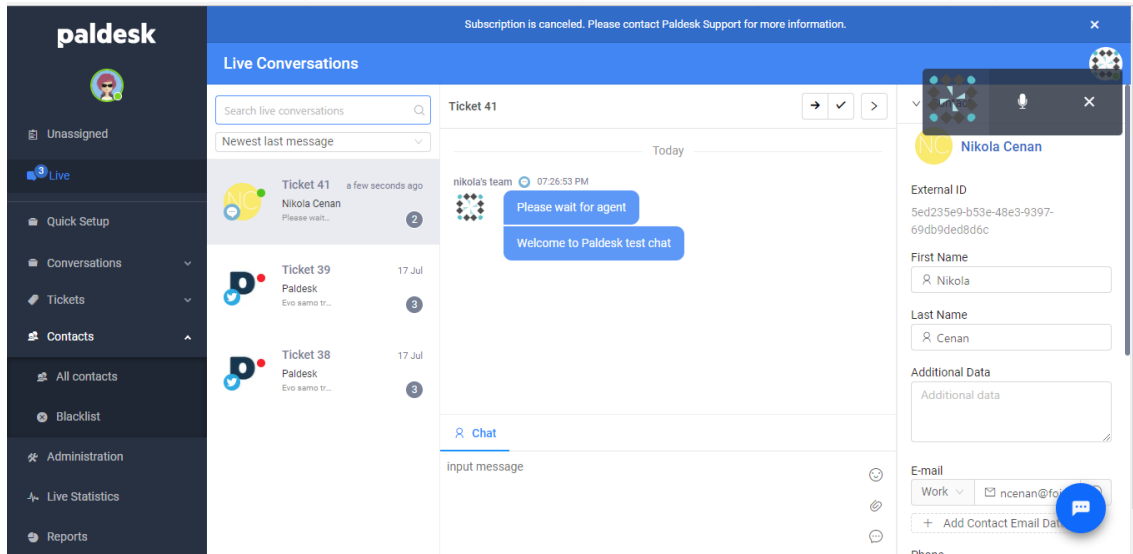 paldesk
Subscription is canceled. Please contact Paldesk Support for more information.
Live Conversations
Unassigned
3
Live
Quick Setup
Conversations
Tickets
Contacts
All contacts
Blacklist
Administration
Live Statistics
Reports
Search live conversations
Newest last message
NC
Ticket 41
a few seconds ago
Nikola Cenan
Please wait...
2
Ticket 39
17 Jul
Paldesk
Evo samo tr...
3
Ticket 38
17 Jul
Paldesk
Evo samo tr...
3
Ticket 41
Today
nikola's team
07:26:53 PM
Please wait for agent
Welcome to Paldesk test chat
Chat
input message
NC
Nikola Cenan
External ID
5ed235e9-b53e-48e3-9397-
69db9ded8d6c
First Name
Nikola
Last Name
Cenan
Additional Data
Additional data
E-mail
Work
ncenan@foi
+ Add Contact Email Dat